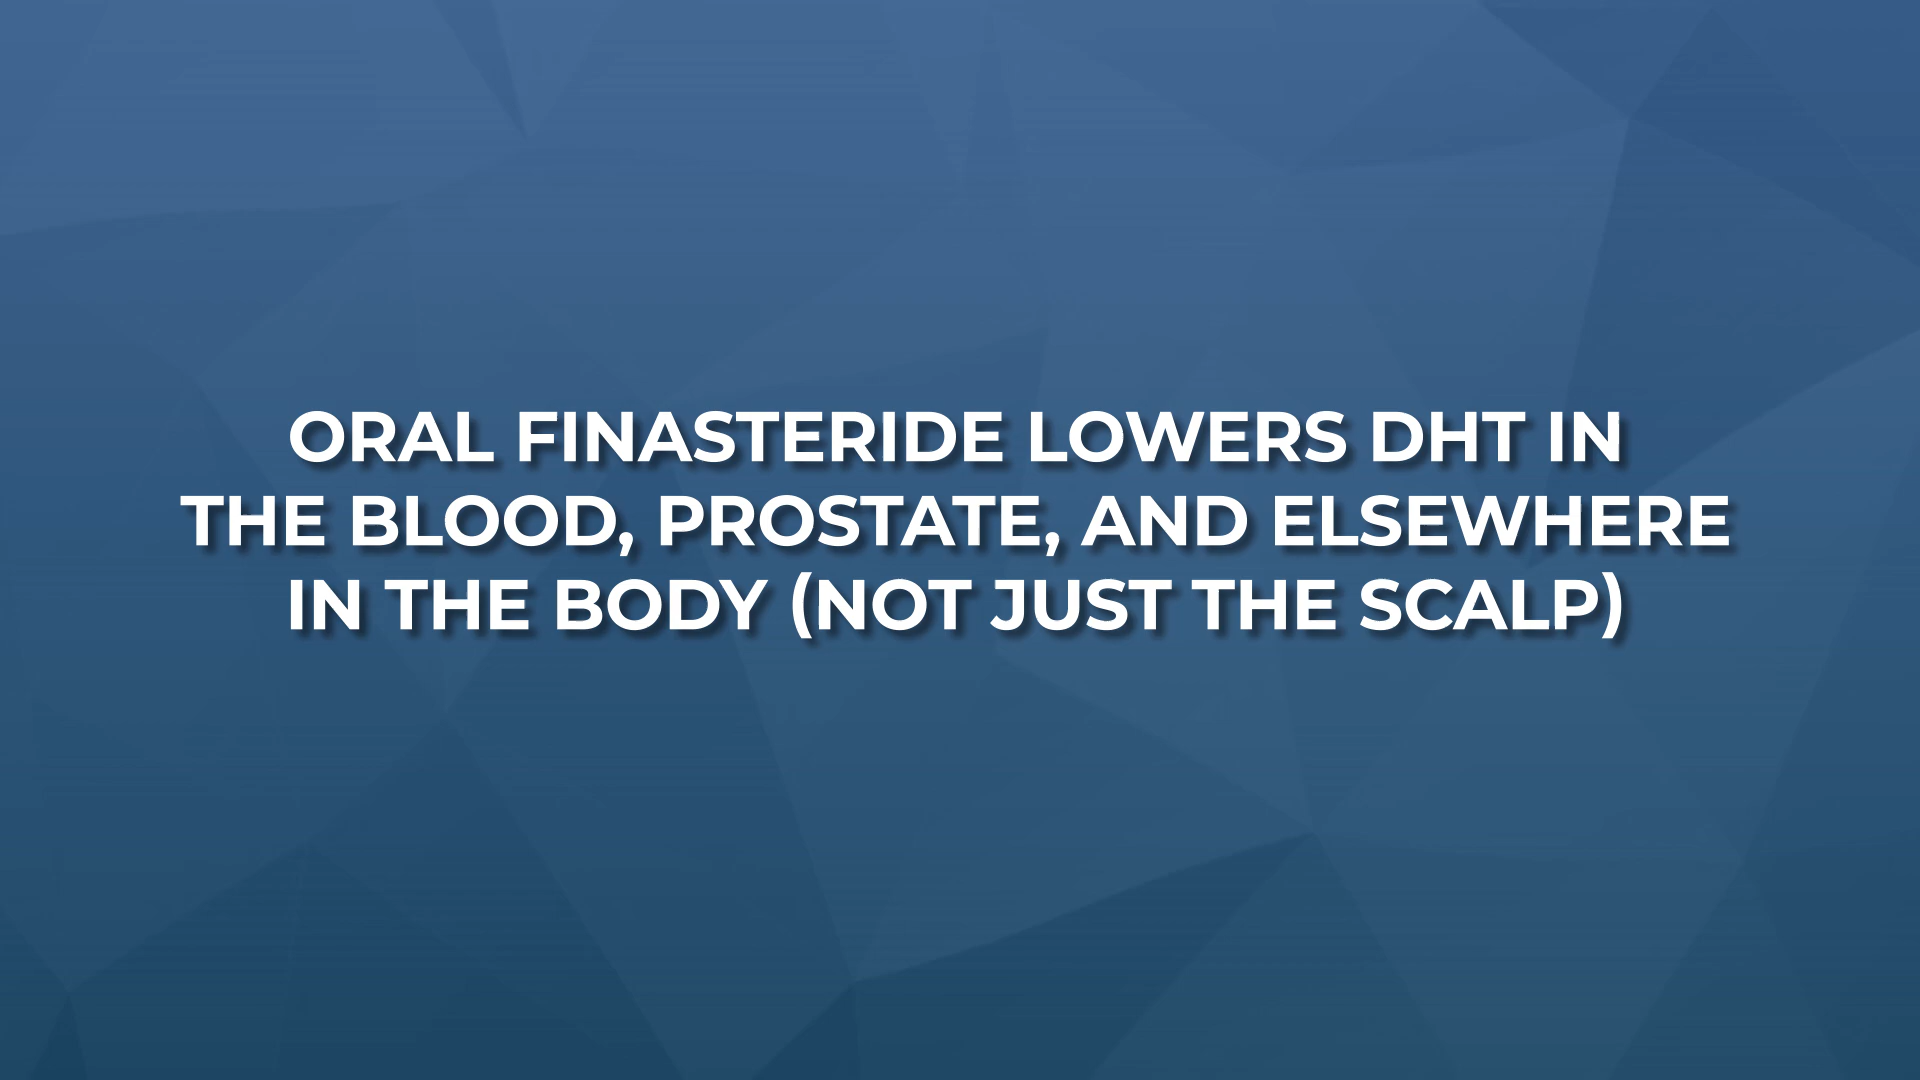 ORAL FINASTERIDE LOWERS DHT IN
THE BLOOD, PROSTATE, AND ELSEWHERE
IN THE BODY (NOT JUST THE SCALP)